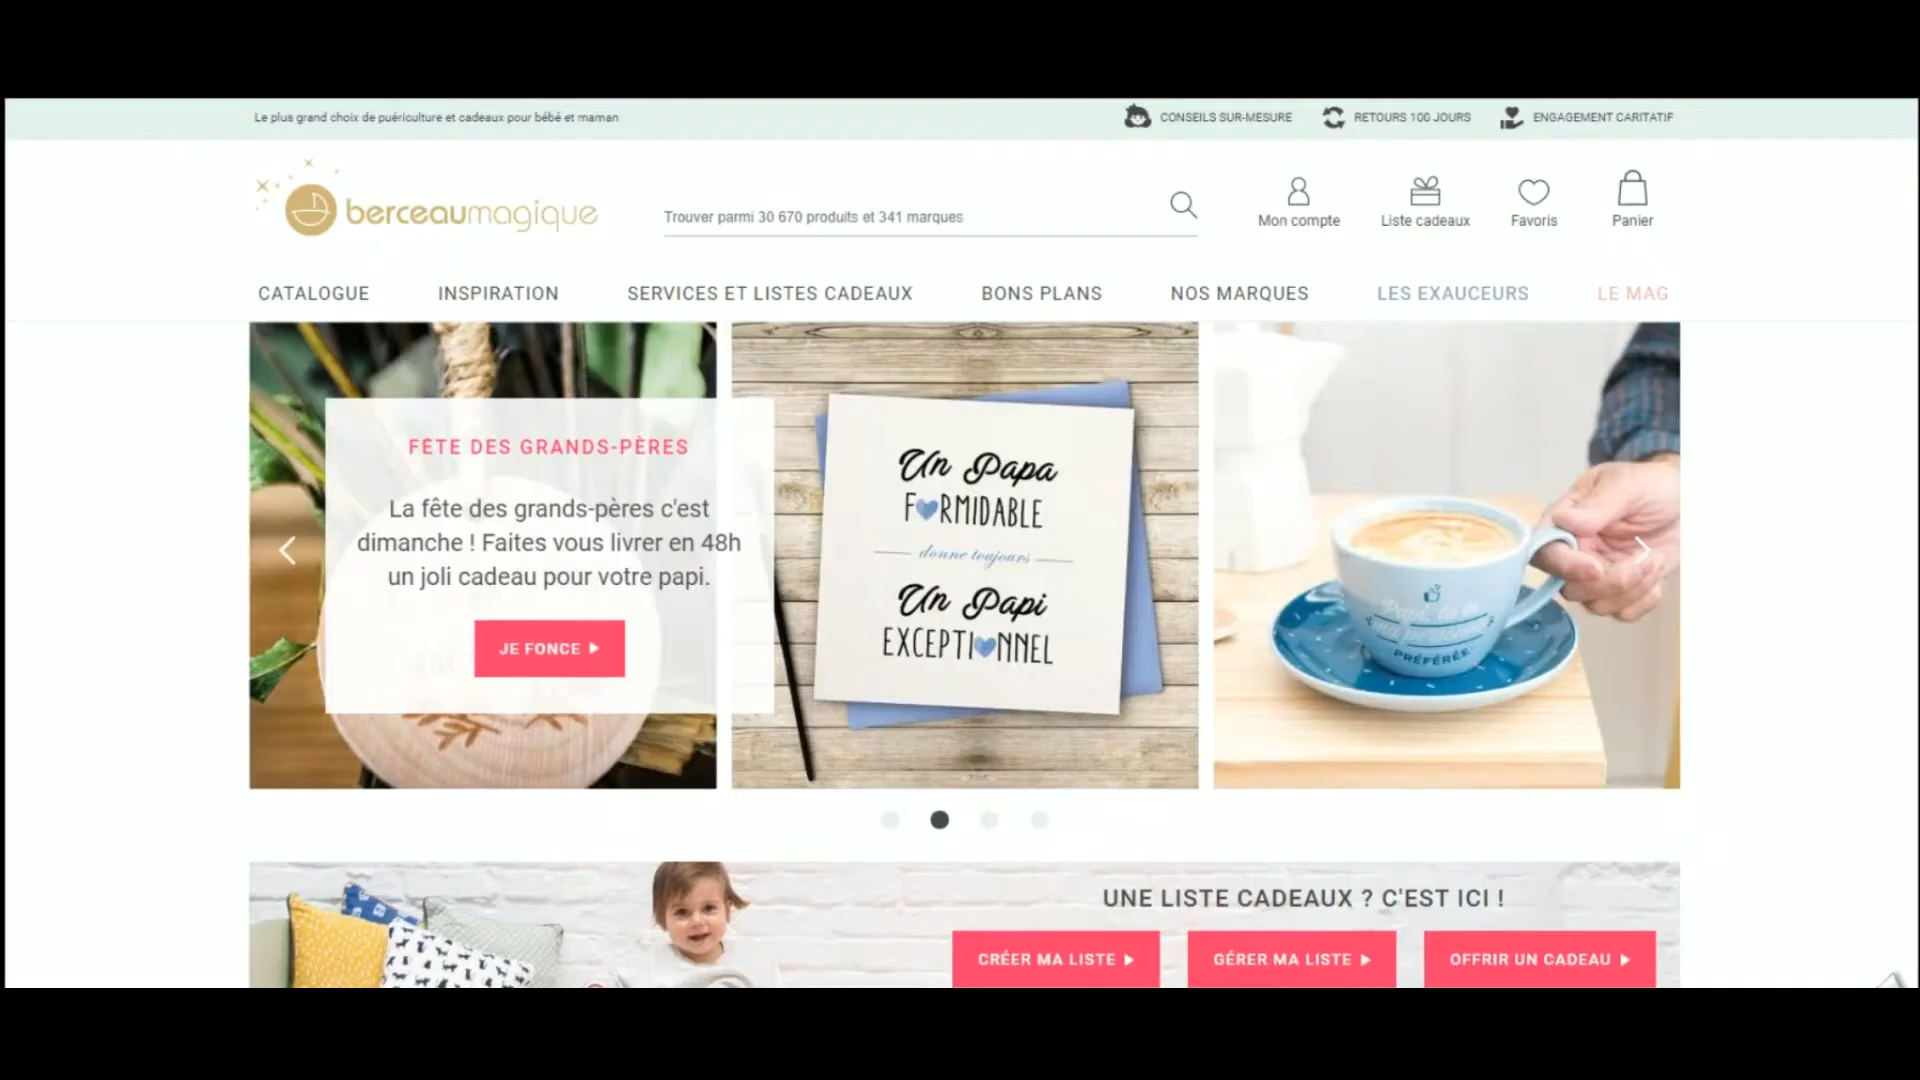 Le plus grand choix de puériculture et cadeaux pour bébé et maman
CONSEILS SUR-MESURE
RETOURS 100 JOURS
ENGAGEMENT CARITATIF
berceaumagique
Trouver parmi 30 670 produits et 341 marques
Mon compte
Liste cadeaux
Favoris
Panier
CATALOGUE
INSPIRATION
SERVICES ET LISTES CADEAUX
BONS PLANS
NOS MARQUES
LES EXAUCEURS
LE MAG
FÊTE DES GRANDS-PÈRES
La fête des grands-pères c'est
dimanche ! Faites vous livrer en 48h
un joli cadeau pour votre papi.
JE FONCE
Un Papa
FORMIDABLE
donne toujours
Un Papi
EXCEPTIONNEL
PRÉFÉRÉE
UNE LISTE CADEAUX ? C'EST ICI !
CRÉER MA LISTE
GÉRER MA LISTE
OFFRIR UN CADEAU